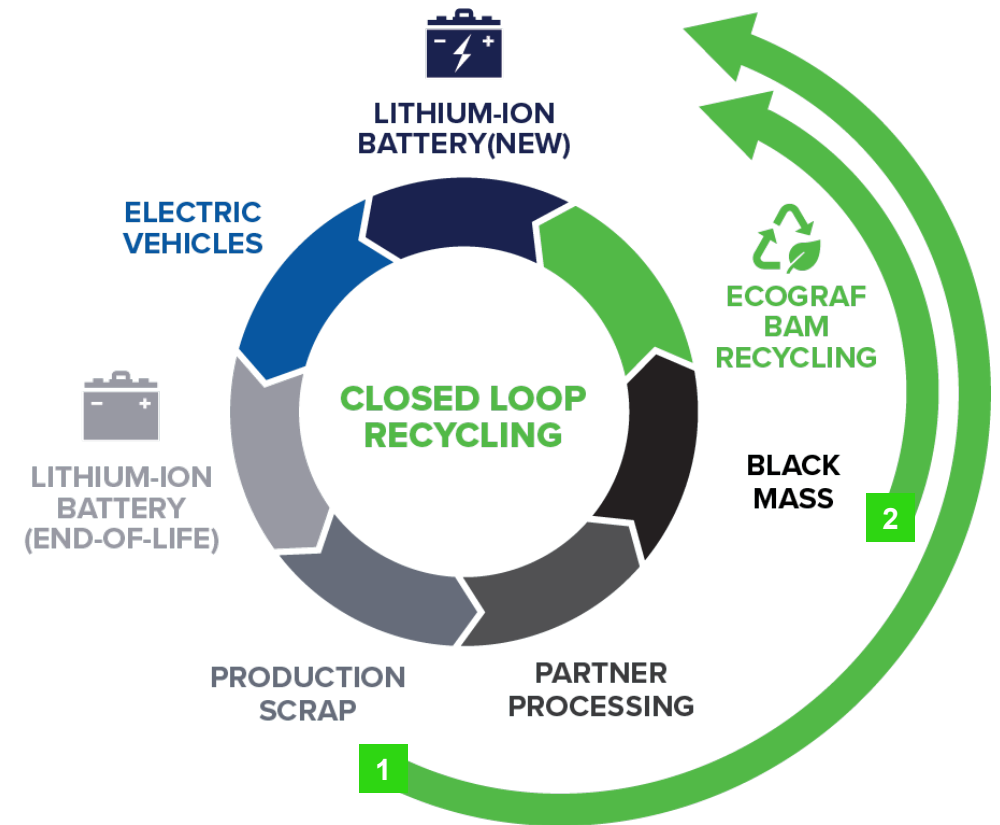 LITHIUM-ION
BATTERY(NEW)
ELECTRIC
VEHICLES
ECOGRAF
BAM
RECYCLING
CLOSED LOOP
RECYCLING
LITHIUM-ION
BATTERY
(END-OF-LIFE)
BLACK
MASS
2
PRODUCTION
SCRAP
PARTNER
PROCESSING
1